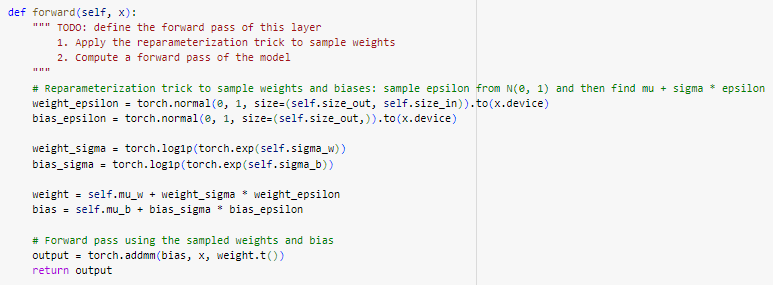 def forward(self, x):
    """ TODO: define the forward pass of this layer
        1. Apply the reparameterization trick to sample weights
        2. Compute a forward pass of the model
    """
    # Reparameterization trick to sample weights and biases: sample epsilon from N(0, 1) and then find mu + sigma * epsilon
    weight_epsilon = torch.normal(0, 1, size=(self.size_out, self.size_in)).to(x.device)
    bias_epsilon = torch.normal(0, 1, size=(self.size_out,)).to(x.device)

    weight_sigma = torch.log1p(torch.exp(self.sigma_w))
    bias_sigma = torch.log1p(torch.exp(self.sigma_b))

    weight = self.mu_w + weight_sigma * weight_epsilon
    bias = self.mu_b + bias_sigma * bias_epsilon

    # Forward pass using the sampled weights and bias
    output = torch.addmm(bias, x, weight.t())
    return output